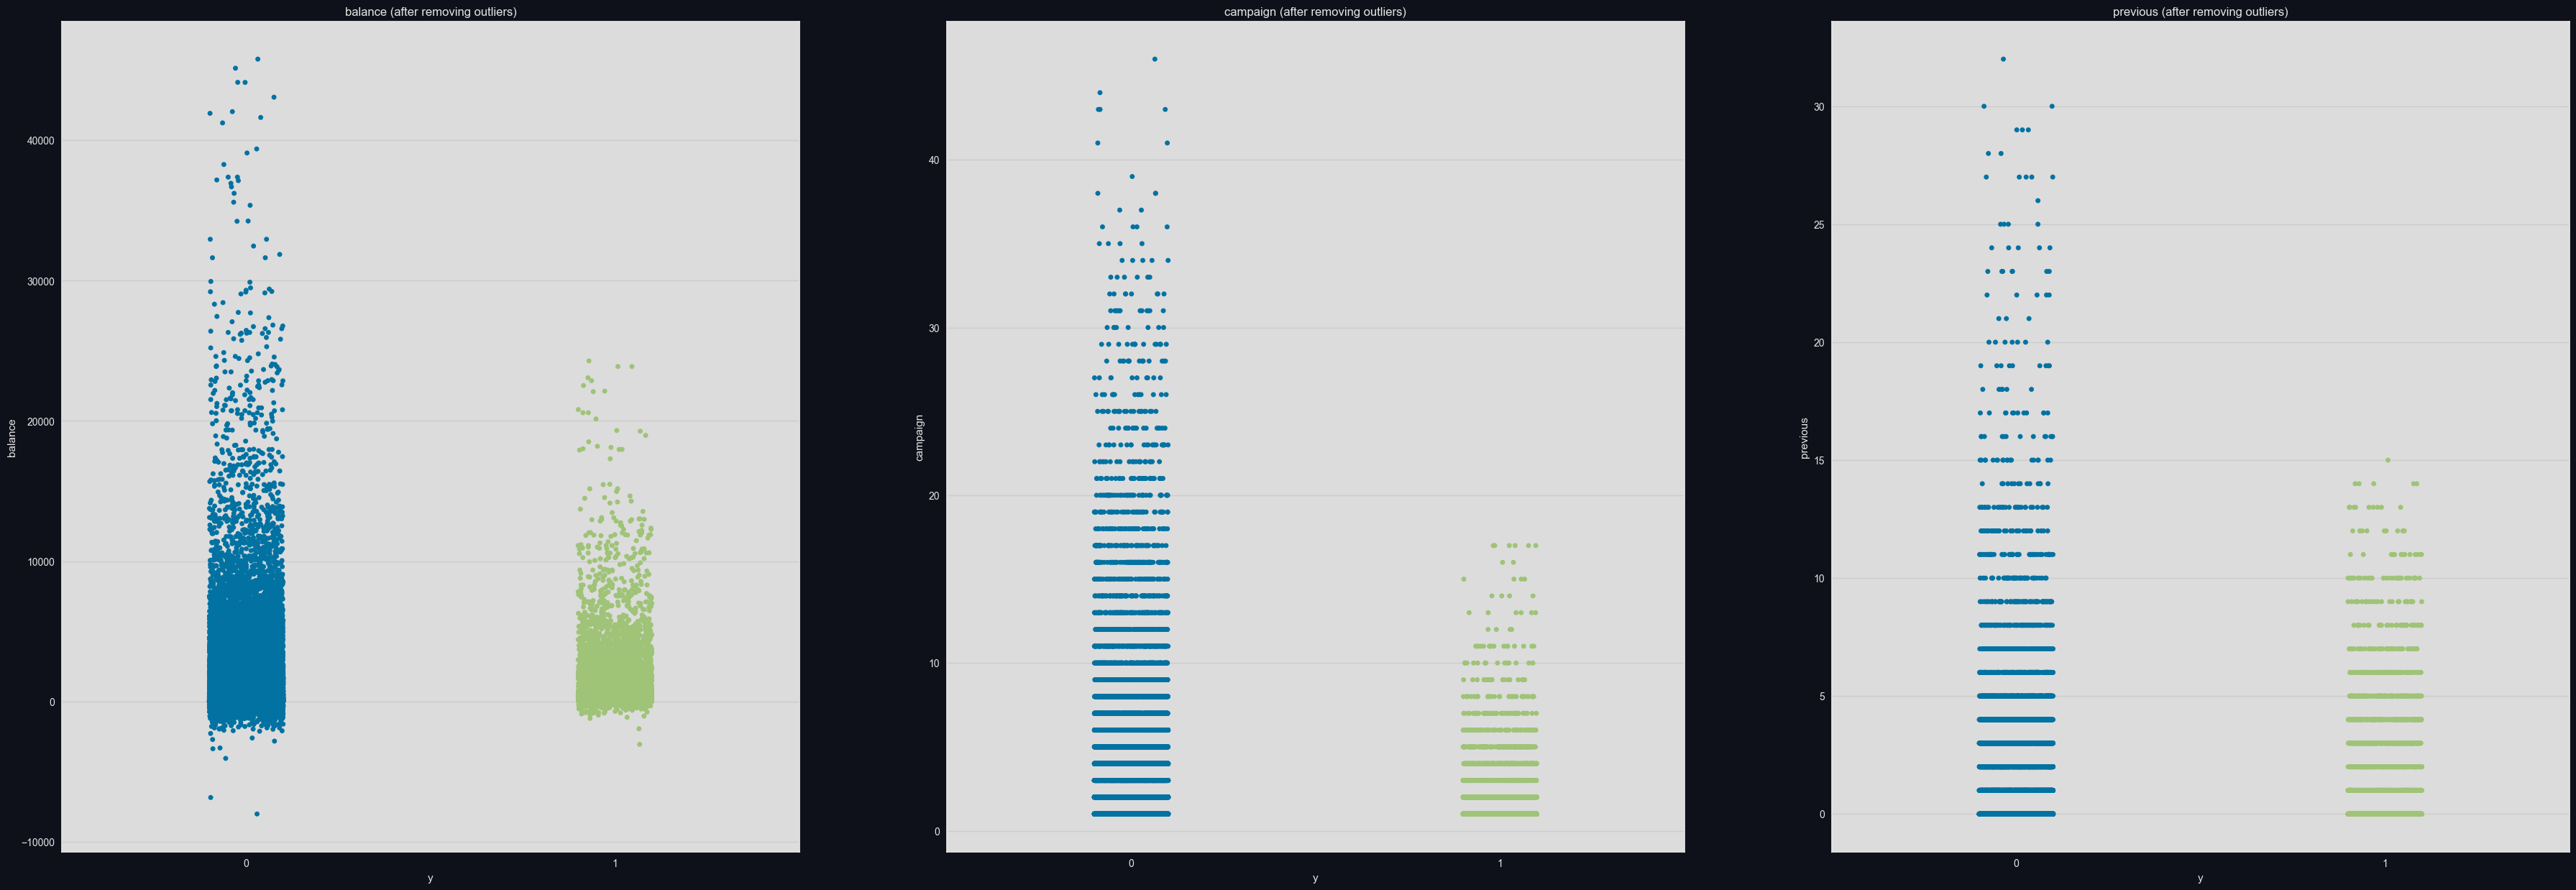 balance (after removing outliers)
balance
40000
30000
20000
10000
0
−10000
0
1
y
campaign (after removing outliers)
campaign
40
30
20
10
0
0
1
y
previous (after removing outliers)
previous
30
25
20
15
10
5
0
0
1
y